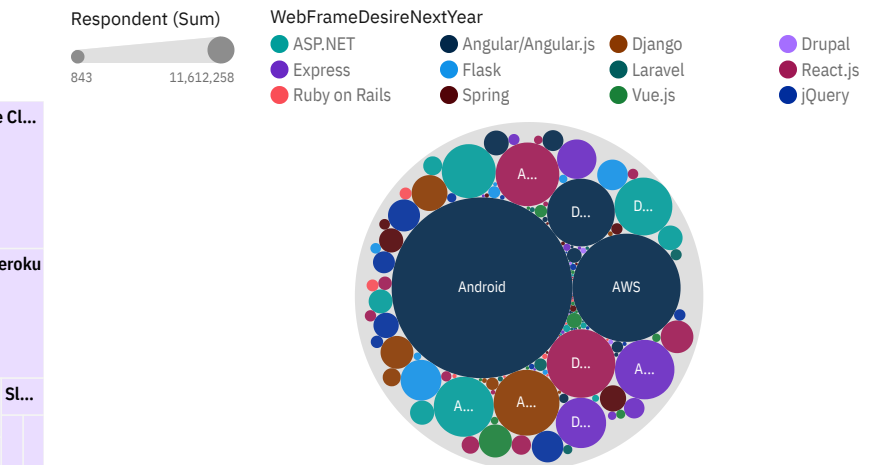 Respondent (Sum)
843 11,612,258
WebFrameDesireNextYear
ASP.NET Angular/Angular.js Django Drupal
Express Flask Laravel React.js
Ruby on Rails Spring Vue.js jQuery
e Cl...
eroku
Sl...
A...
D... D...
Android AWS
A...
A... A...
D...